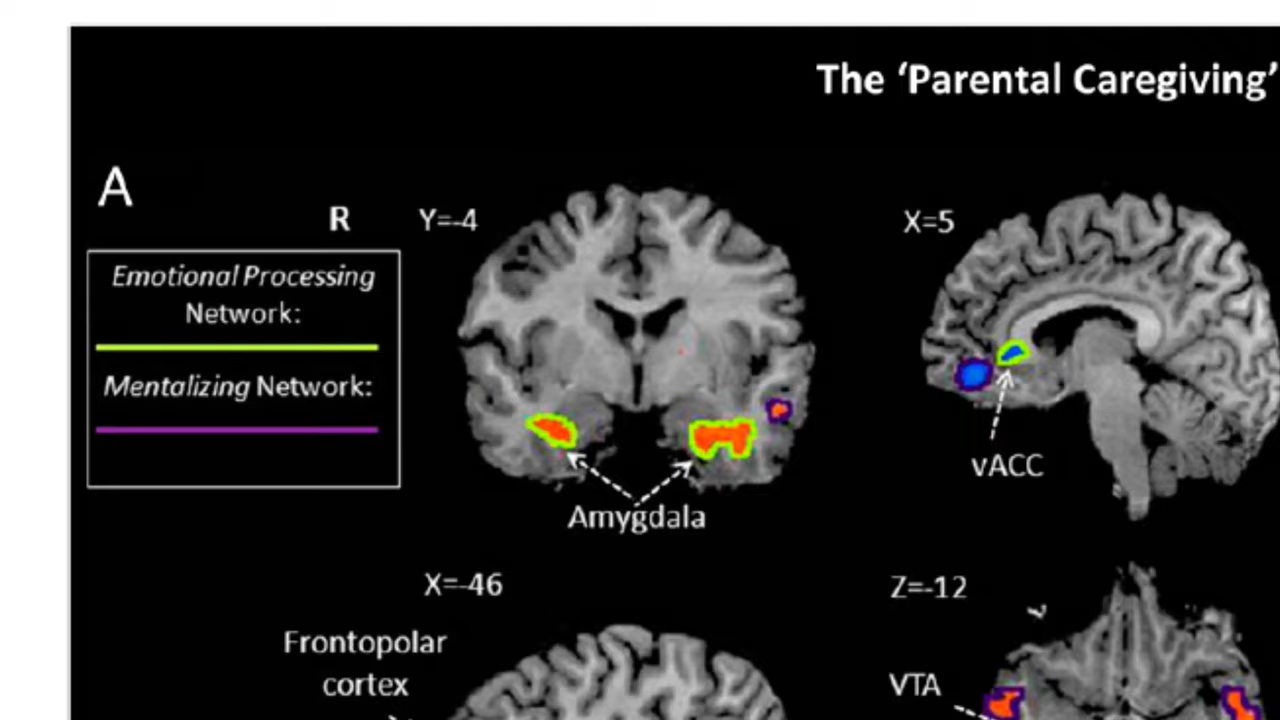 The ‘Parental Caregiving’
A
R
Y=-4
X=5
Emotional Processing
Network:
Mentalizing Network:
vACC
Amygdala
X=-46
Z=-12
Frontopolar
cortex
VTA